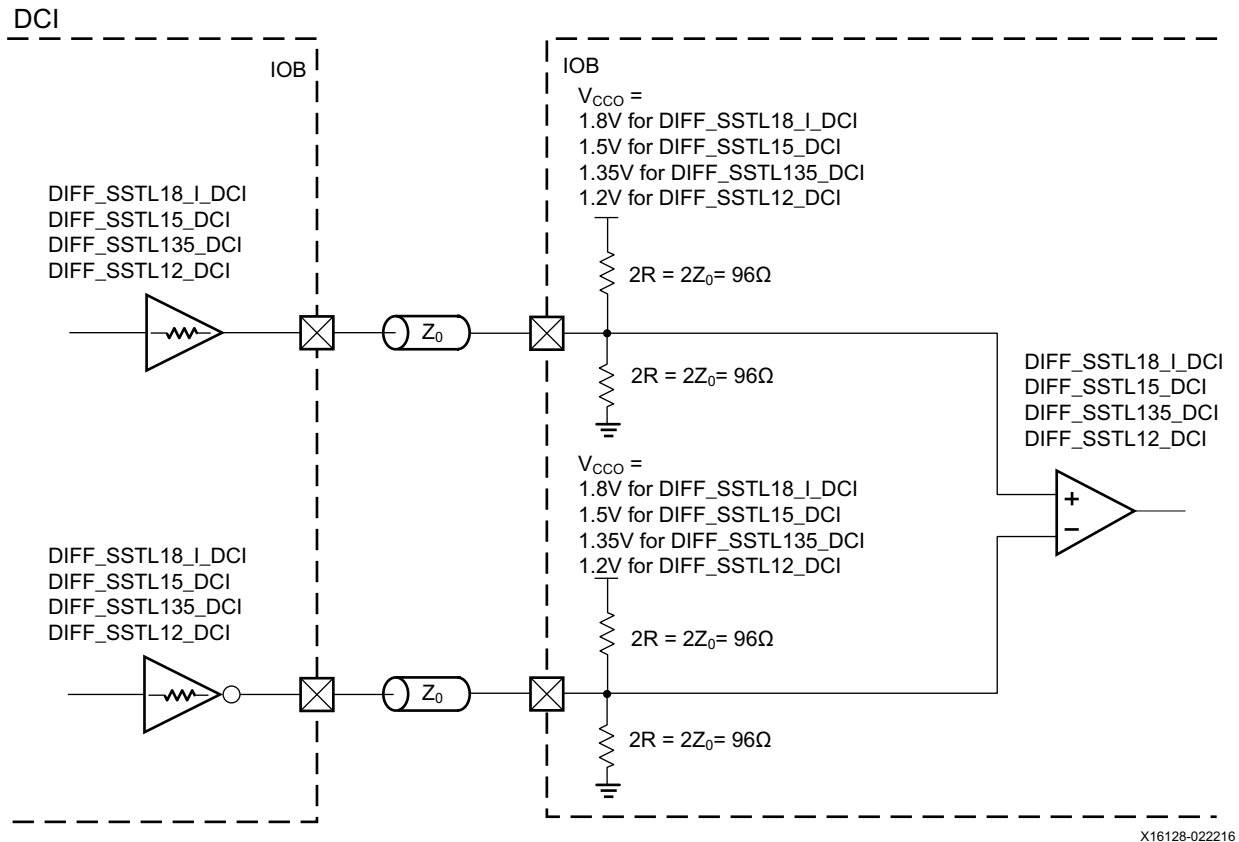 DCI
IOB
IOB
V_CCO =
1.8V for DIFF_SSTL18_I_DCI
1.5V for DIFF_SSTL15_DCI
1.35V for DIFF_SSTL135_DCI
1.2V for DIFF_SSTL12_DCI
DIFF_SSTL18_I_DCI
DIFF_SSTL15_DCI
DIFF_SSTL135_DCI
DIFF_SSTL12_DCI
2R = 2Z₀= 96Ω
Z₀
2R = 2Z₀= 96Ω
DIFF_SSTL18_I_DCI
DIFF_SSTL15_DCI
DIFF_SSTL135_DCI
DIFF_SSTL12_DCI
+
−
V_CCO =
1.8V for DIFF_SSTL18_I_DCI
1.5V for DIFF_SSTL15_DCI
1.35V for DIFF_SSTL135_DCI
1.2V for DIFF_SSTL12_DCI
DIFF_SSTL18_I_DCI
DIFF_SSTL15_DCI
DIFF_SSTL135_DCI
DIFF_SSTL12_DCI
2R = 2Z₀= 96Ω
Z₀
2R = 2Z₀= 96Ω
X16128-022216